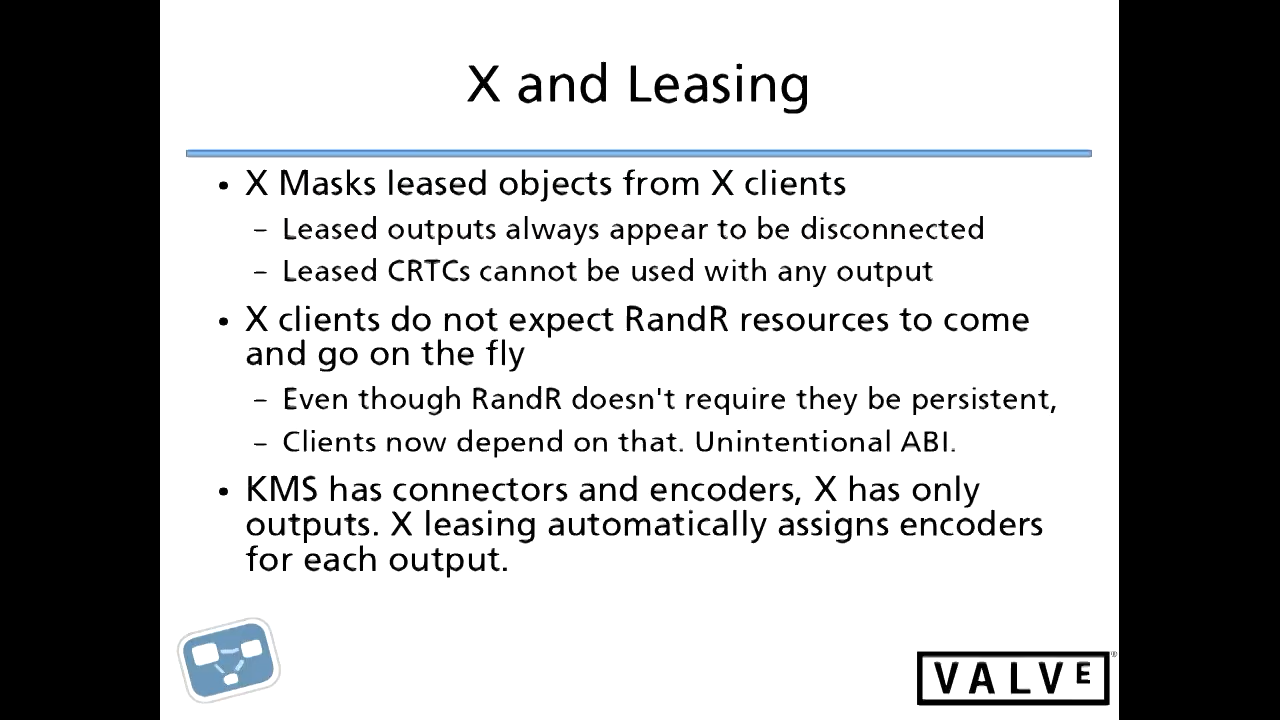 X and Leasing
• X Masks leased objects from X clients
– Leased outputs always appear to be disconnected
– Leased CRTCs cannot be used with any output
• X clients do not expect RandR resources to come
and go on the fly
– Even though RandR doesn't require they be persistent,
– Clients now depend on that. Unintentional ABI.
• KMS has connectors and encoders, X has only
outputs. X leasing automatically assigns encoders
for each output.
VALVE®